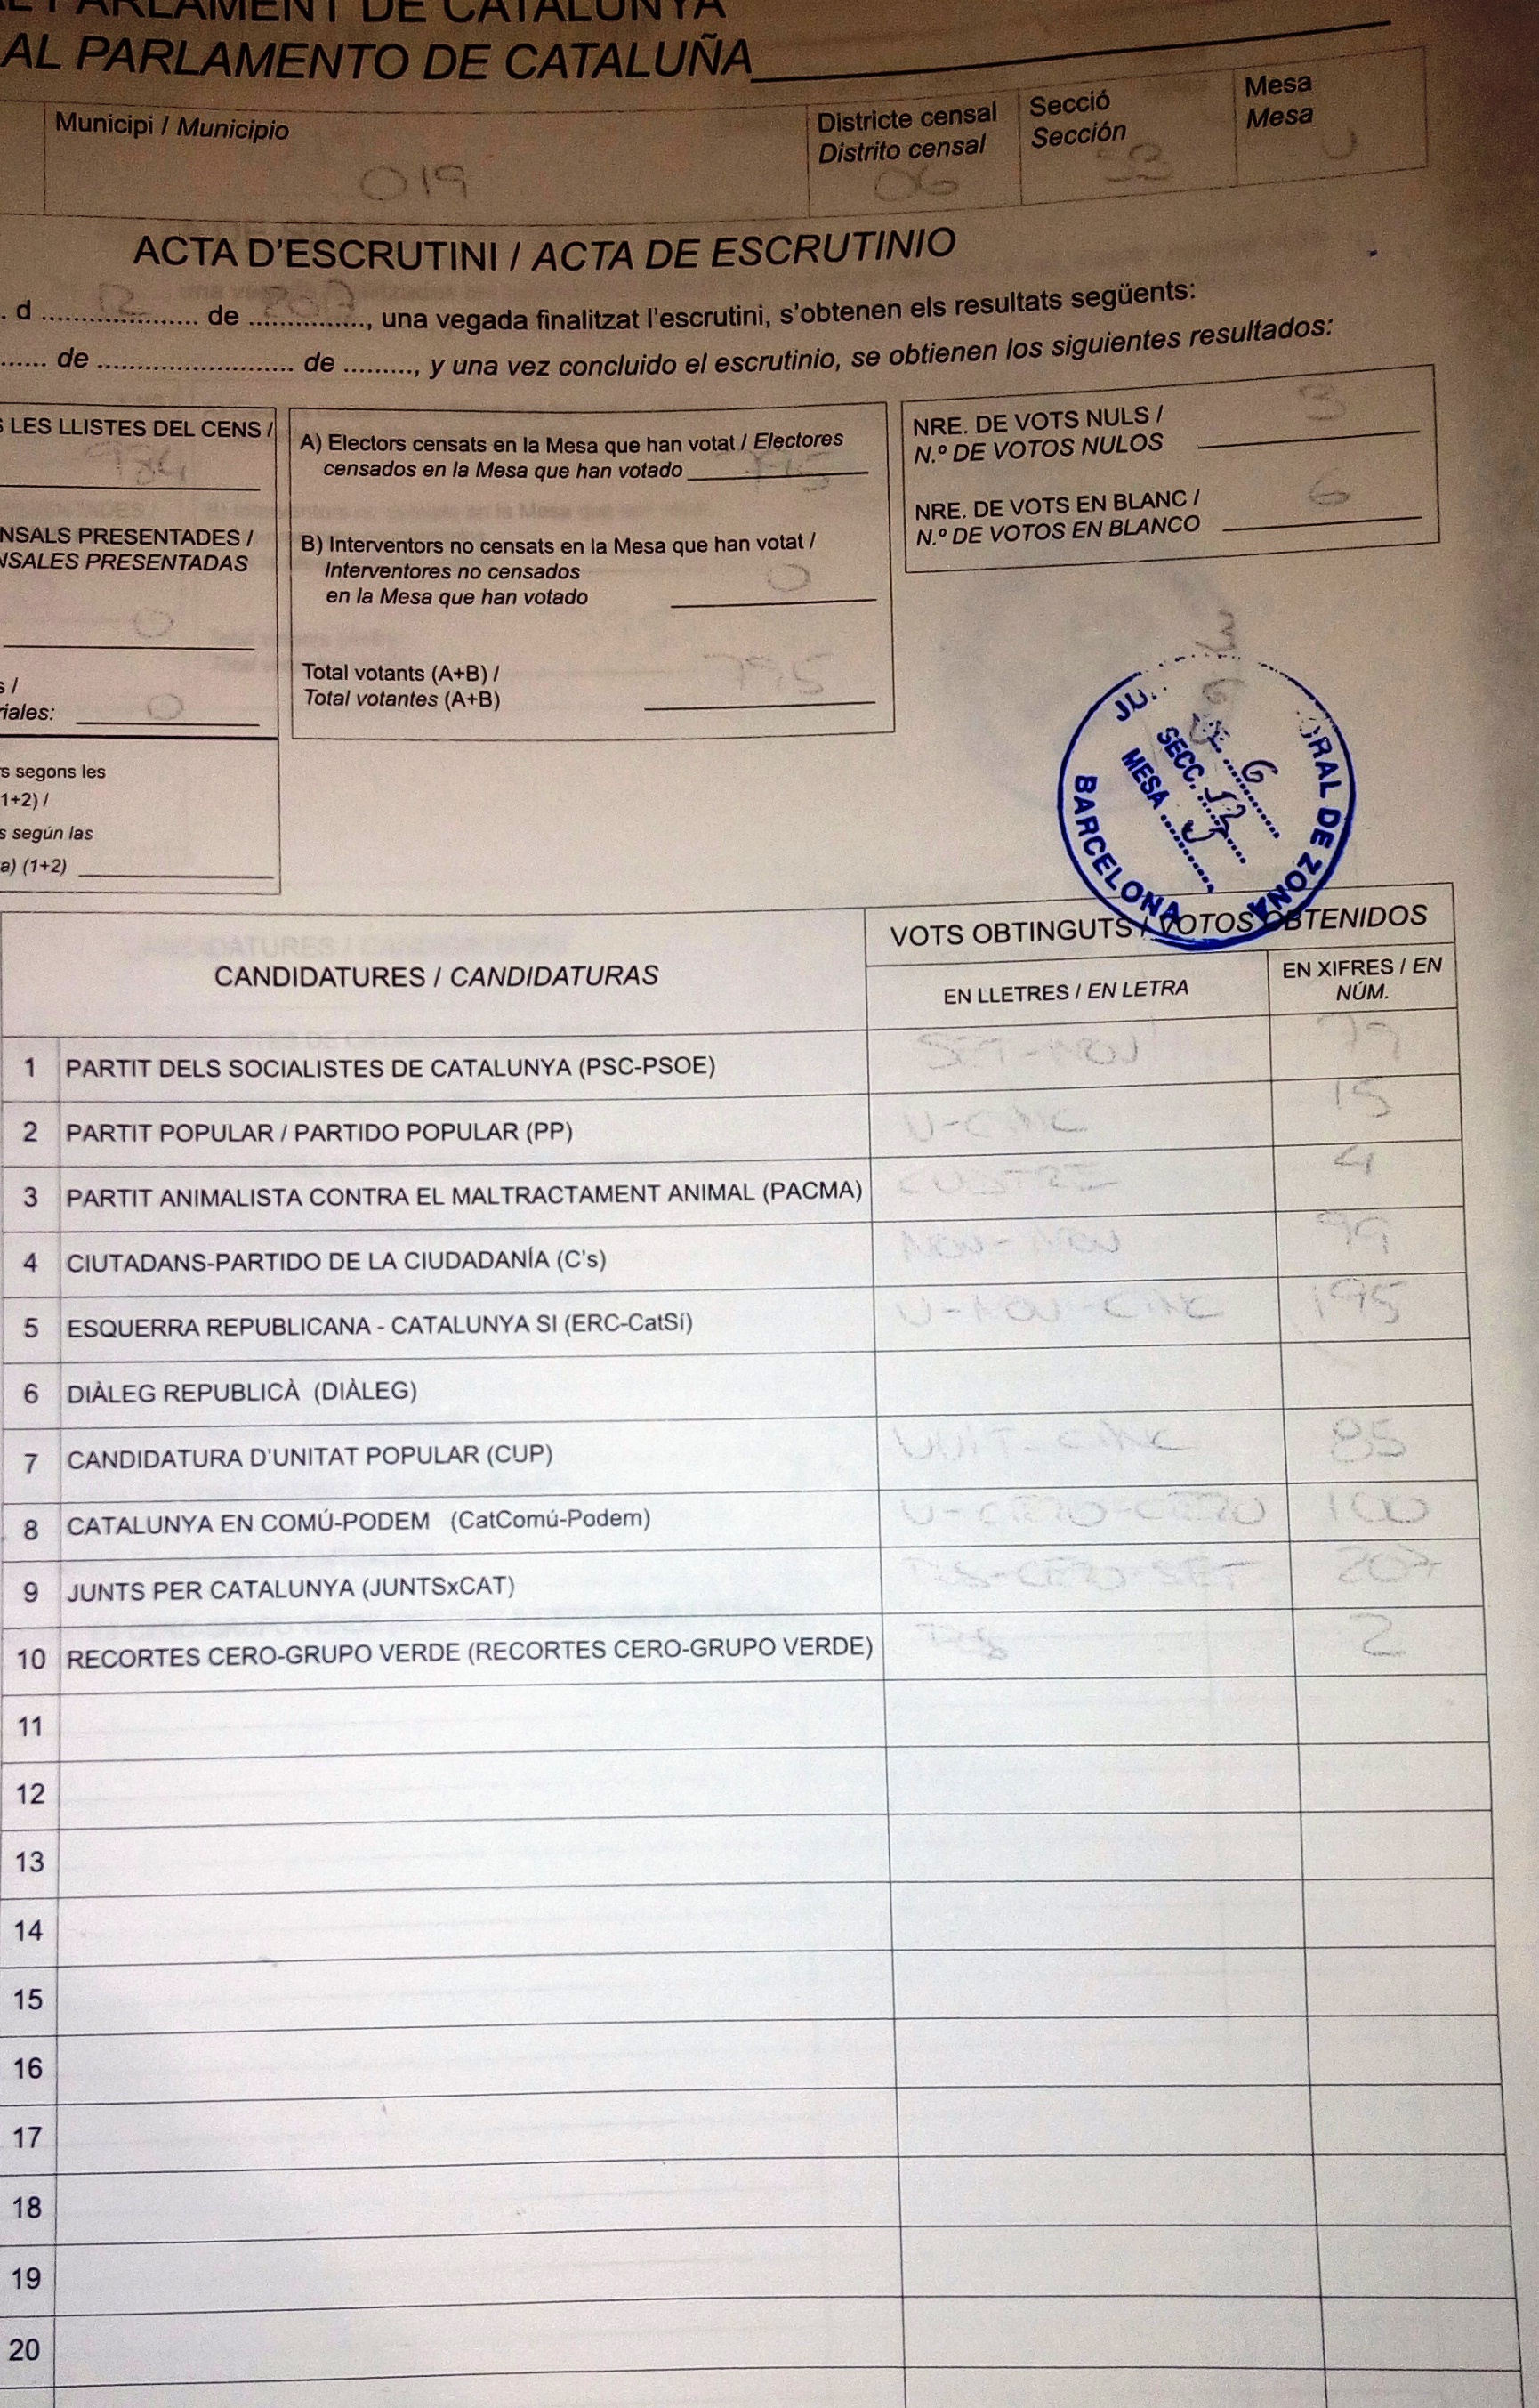 AL PARLAMENT DE CATALUNYA
AL PARLAMENTO DE CATALUÑA
Municipi / Municipio
019
Districte censal
Distrito censal
06
Secció
Sección
53
Mesa
Mesa
U
ACTA D'ESCRUTINI / ACTA DE ESCRUTINIO
. d .................... 12 de ............... 2017, una vegada finalitzat l'escrutini, s'obtenen els resultats següents:
...... de ......................... de ........., y una vez concluido el escrutinio, se obtienen los siguientes resultados:
LES LLISTES DEL CENS /
984
PRESENTADES /
PRESENTADAS
0
0
segons les
1+2) /
según las
(1+2)
A) Electors censats en la Mesa que han votat / Electores
censados en la Mesa que han votado
B) Interventors no censats en la Mesa que han votat /
Interventores no censados
en la Mesa que han votado 0
Total votants (A+B) /
Total votantes (A+B) 795
NRE. DE VOTS NULS /
N.º DE VOTOS NULOS 3
NRE. DE VOTS EN BLANC /
N.º DE VOTOS EN BLANCO 6
3
6
DE ZONA
BARCELONA
6
SECC. 53
MESA U
CANDIDATURES / CANDIDATURAS
VOTS OBTINGUTS / VOTOS OBTENIDOS
EN LLETRES / EN LETRA
EN XIFRES / EN
NÚM.
1 PARTIT DELS SOCIALISTES DE CATALUNYA (PSC-PSOE) SET-NOU 79
2 PARTIT POPULAR / PARTIDO POPULAR (PP) U-CINC 15
3 PARTIT ANIMALISTA CONTRA EL MALTRACTAMENT ANIMAL (PACMA) 4
4 CIUTADANS-PARTIDO DE LA CIUDADANÍA (C's) NOU-NOU 99
5 ESQUERRA REPUBLICANA - CATALUNYA SI (ERC-CatSí) U-NOU-CINC 195
6 DIÀLEG REPUBLICÀ (DIÀLEG)
7 CANDIDATURA D'UNITAT POPULAR (CUP) VUIT-CINC 85
8 CATALUNYA EN COMÚ-PODEM (CatComú-Podem) U-CERO-CERO 100
9 JUNTS PER CATALUNYA (JUNTSxCAT) DOS-CERO-SET 207
10 RECORTES CERO-GRUPO VERDE (RECORTES CERO-GRUPO VERDE) DOS 2
11
12
13
14
15
16
17
18
19
20